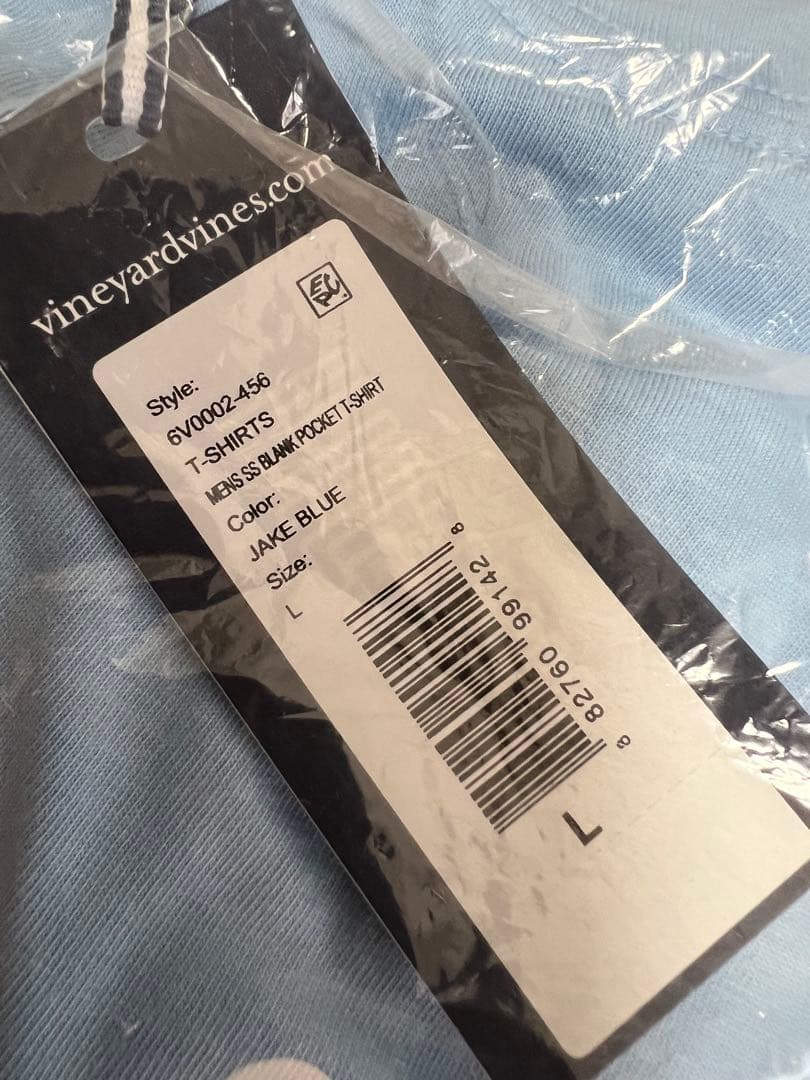 vineyardvines.com
EPC
Style:
6V0002-456
T-SHIRTS
MENS SS BLANK POCKET T-SHIRT
Color:
JAKE BLUE
Size:
L
8 82760 99142 8
L